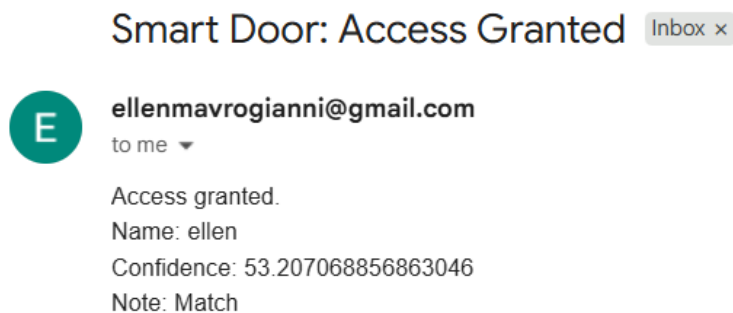 Smart Door: Access Granted Inbox ×
E
ellenmavrogianni@gmail.com
to me
Access granted.
Name: ellen
Confidence: 53.207068856863046
Note: Match